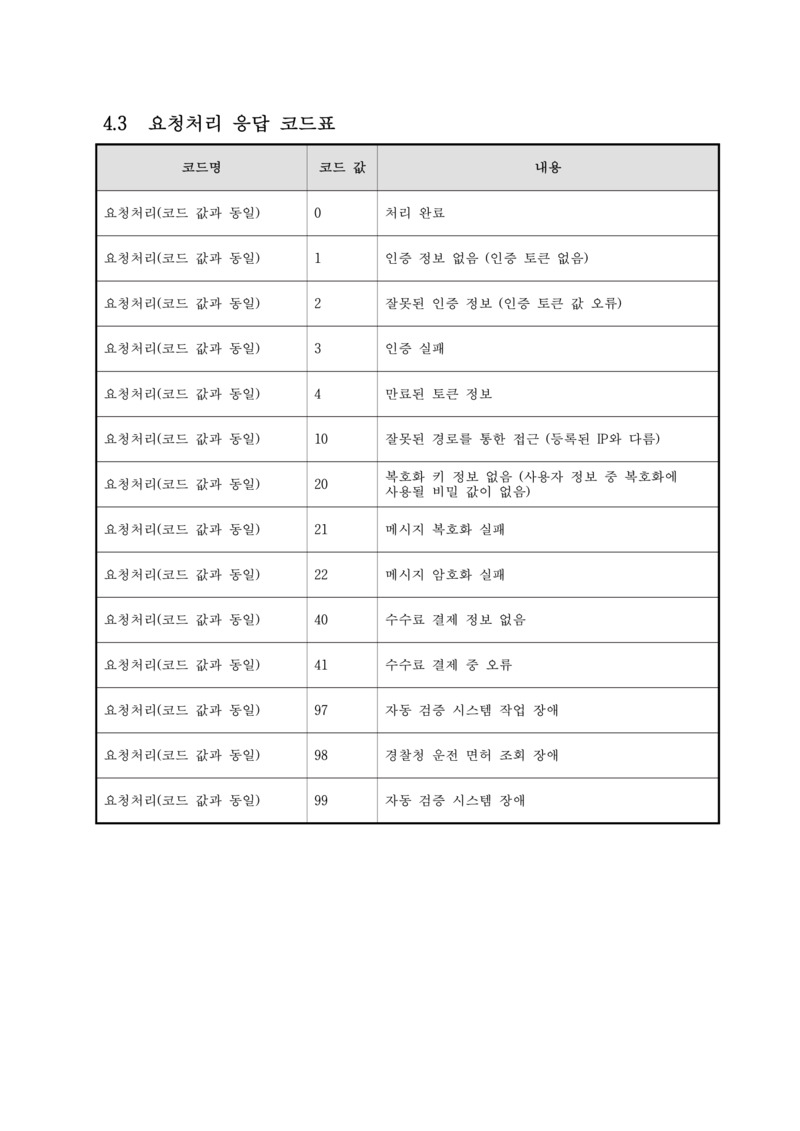 4.3 요청처리 응답 코드표
코드명 코드 값 내용
요청처리(코드 값과 동일) 0 처리 완료
요청처리(코드 값과 동일) 1 인증 정보 없음 (인증 토큰 없음)
요청처리(코드 값과 동일) 2 잘못된 인증 정보 (인증 토큰 값 오류)
요청처리(코드 값과 동일) 3 인증 실패
요청처리(코드 값과 동일) 4 만료된 토큰 정보
요청처리(코드 값과 동일) 10 잘못된 경로를 통한 접근 (등록된 IP와 다름)
요청처리(코드 값과 동일) 20 복호화 키 정보 없음 (사용자 정보 중 복호화에
사용될 비밀 값이 없음)
요청처리(코드 값과 동일) 21 메시지 복호화 실패
요청처리(코드 값과 동일) 22 메시지 암호화 실패
요청처리(코드 값과 동일) 40 수수료 결제 정보 없음
요청처리(코드 값과 동일) 41 수수료 결제 중 오류
요청처리(코드 값과 동일) 97 자동 검증 시스템 작업 장애
요청처리(코드 값과 동일) 98 경찰청 운전 면허 조회 장애
요청처리(코드 값과 동일) 99 자동 검증 시스템 장애